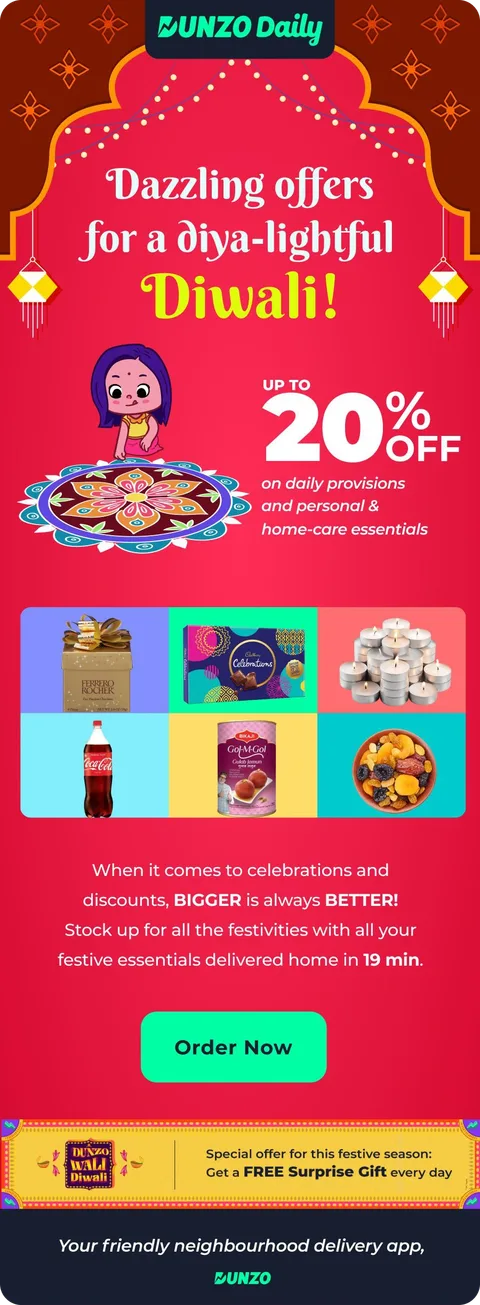 DUNZO Daily
Dazzling offers
for a diya-lightful
Diwali!
UP TO
20% OFF
on daily provisions
and personal &
home-care essentials
FERRERO
ROCHER
Cadbury
Celebrations
Coca-Cola
BIKAJI
Gol-M-Gol
Gulab Jamun
When it comes to celebrations and
discounts, BIGGER is always BETTER!
Stock up for all the festivities with all your
festive essentials delivered home in 19 min.
Order Now
DUNZO
WALI
Diwali
Special offer for this festive season:
Get a FREE Surprise Gift every day
Your friendly neighbourhood delivery app,
DUNZO